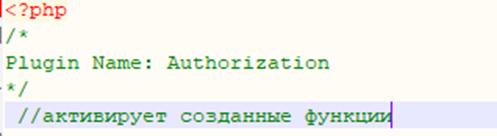 <?php
/*
Plugin Name: Authorization
*/
//активирует созданные функции